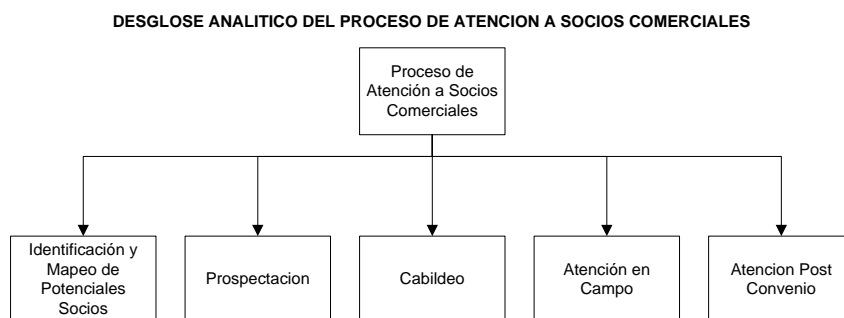 DESGLOSE ANALITICO DEL PROCESO DE ATENCION A SOCIOS COMERCIALES
Proceso de
Atención a Socios
Comerciales
Identificación y
Mapeo de
Potenciales
Socios
Prospectacion
Cabildeo
Atención en
Campo
Atencion Post
Convenio